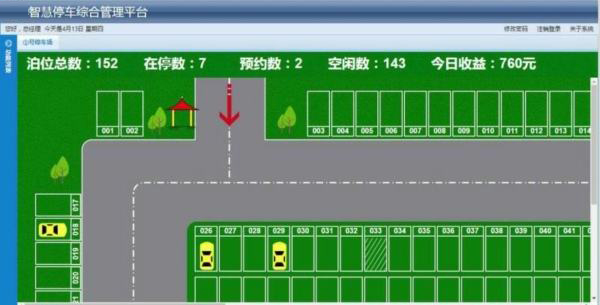 智慧停车综合管理平台
您好，总经理 今天是4月13日 星期四
修改密码 注销登录 关于系统
①号停车场
泊位总数：152 在停数：7 预约数：2 空闲数：143 今日收益：760元
001 002
003 004 005 006 007 008 009 010 011 012 013 014
017
018
019
020
026 027 028 029 030 031 032 033 034 035 036 037 038 039 040 041